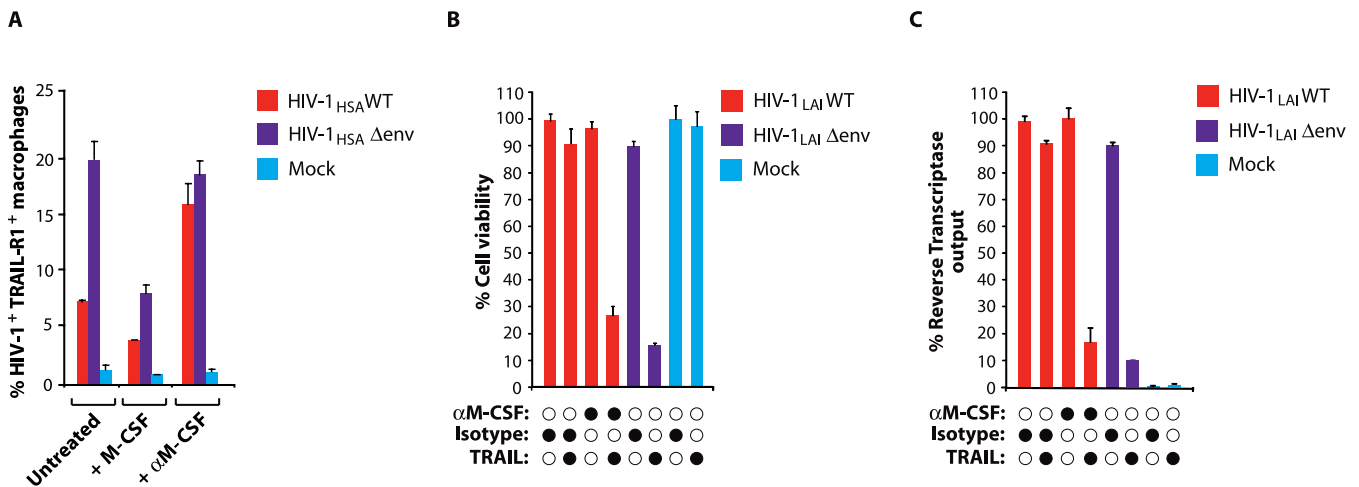 A
% HIV-1+ TRAIL-R1+ macrophages
25
20
15
10
5
0
Untreated
+ M-CSF
+ αM-CSF
HIV-1HSA WT
HIV-1HSA Δenv
Mock
B
% Cell viability
110
100
90
80
70
60
50
40
30
20
10
0
αM-CSF:
Isotype:
TRAIL:
HIV-1LAI WT
HIV-1LAI Δenv
Mock
C
% Reverse Transcriptase
output
110
100
90
80
70
60
50
40
30
20
10
0
αM-CSF:
Isotype:
TRAIL:
HIV-1LAI WT
HIV-1LAI Δenv
Mock